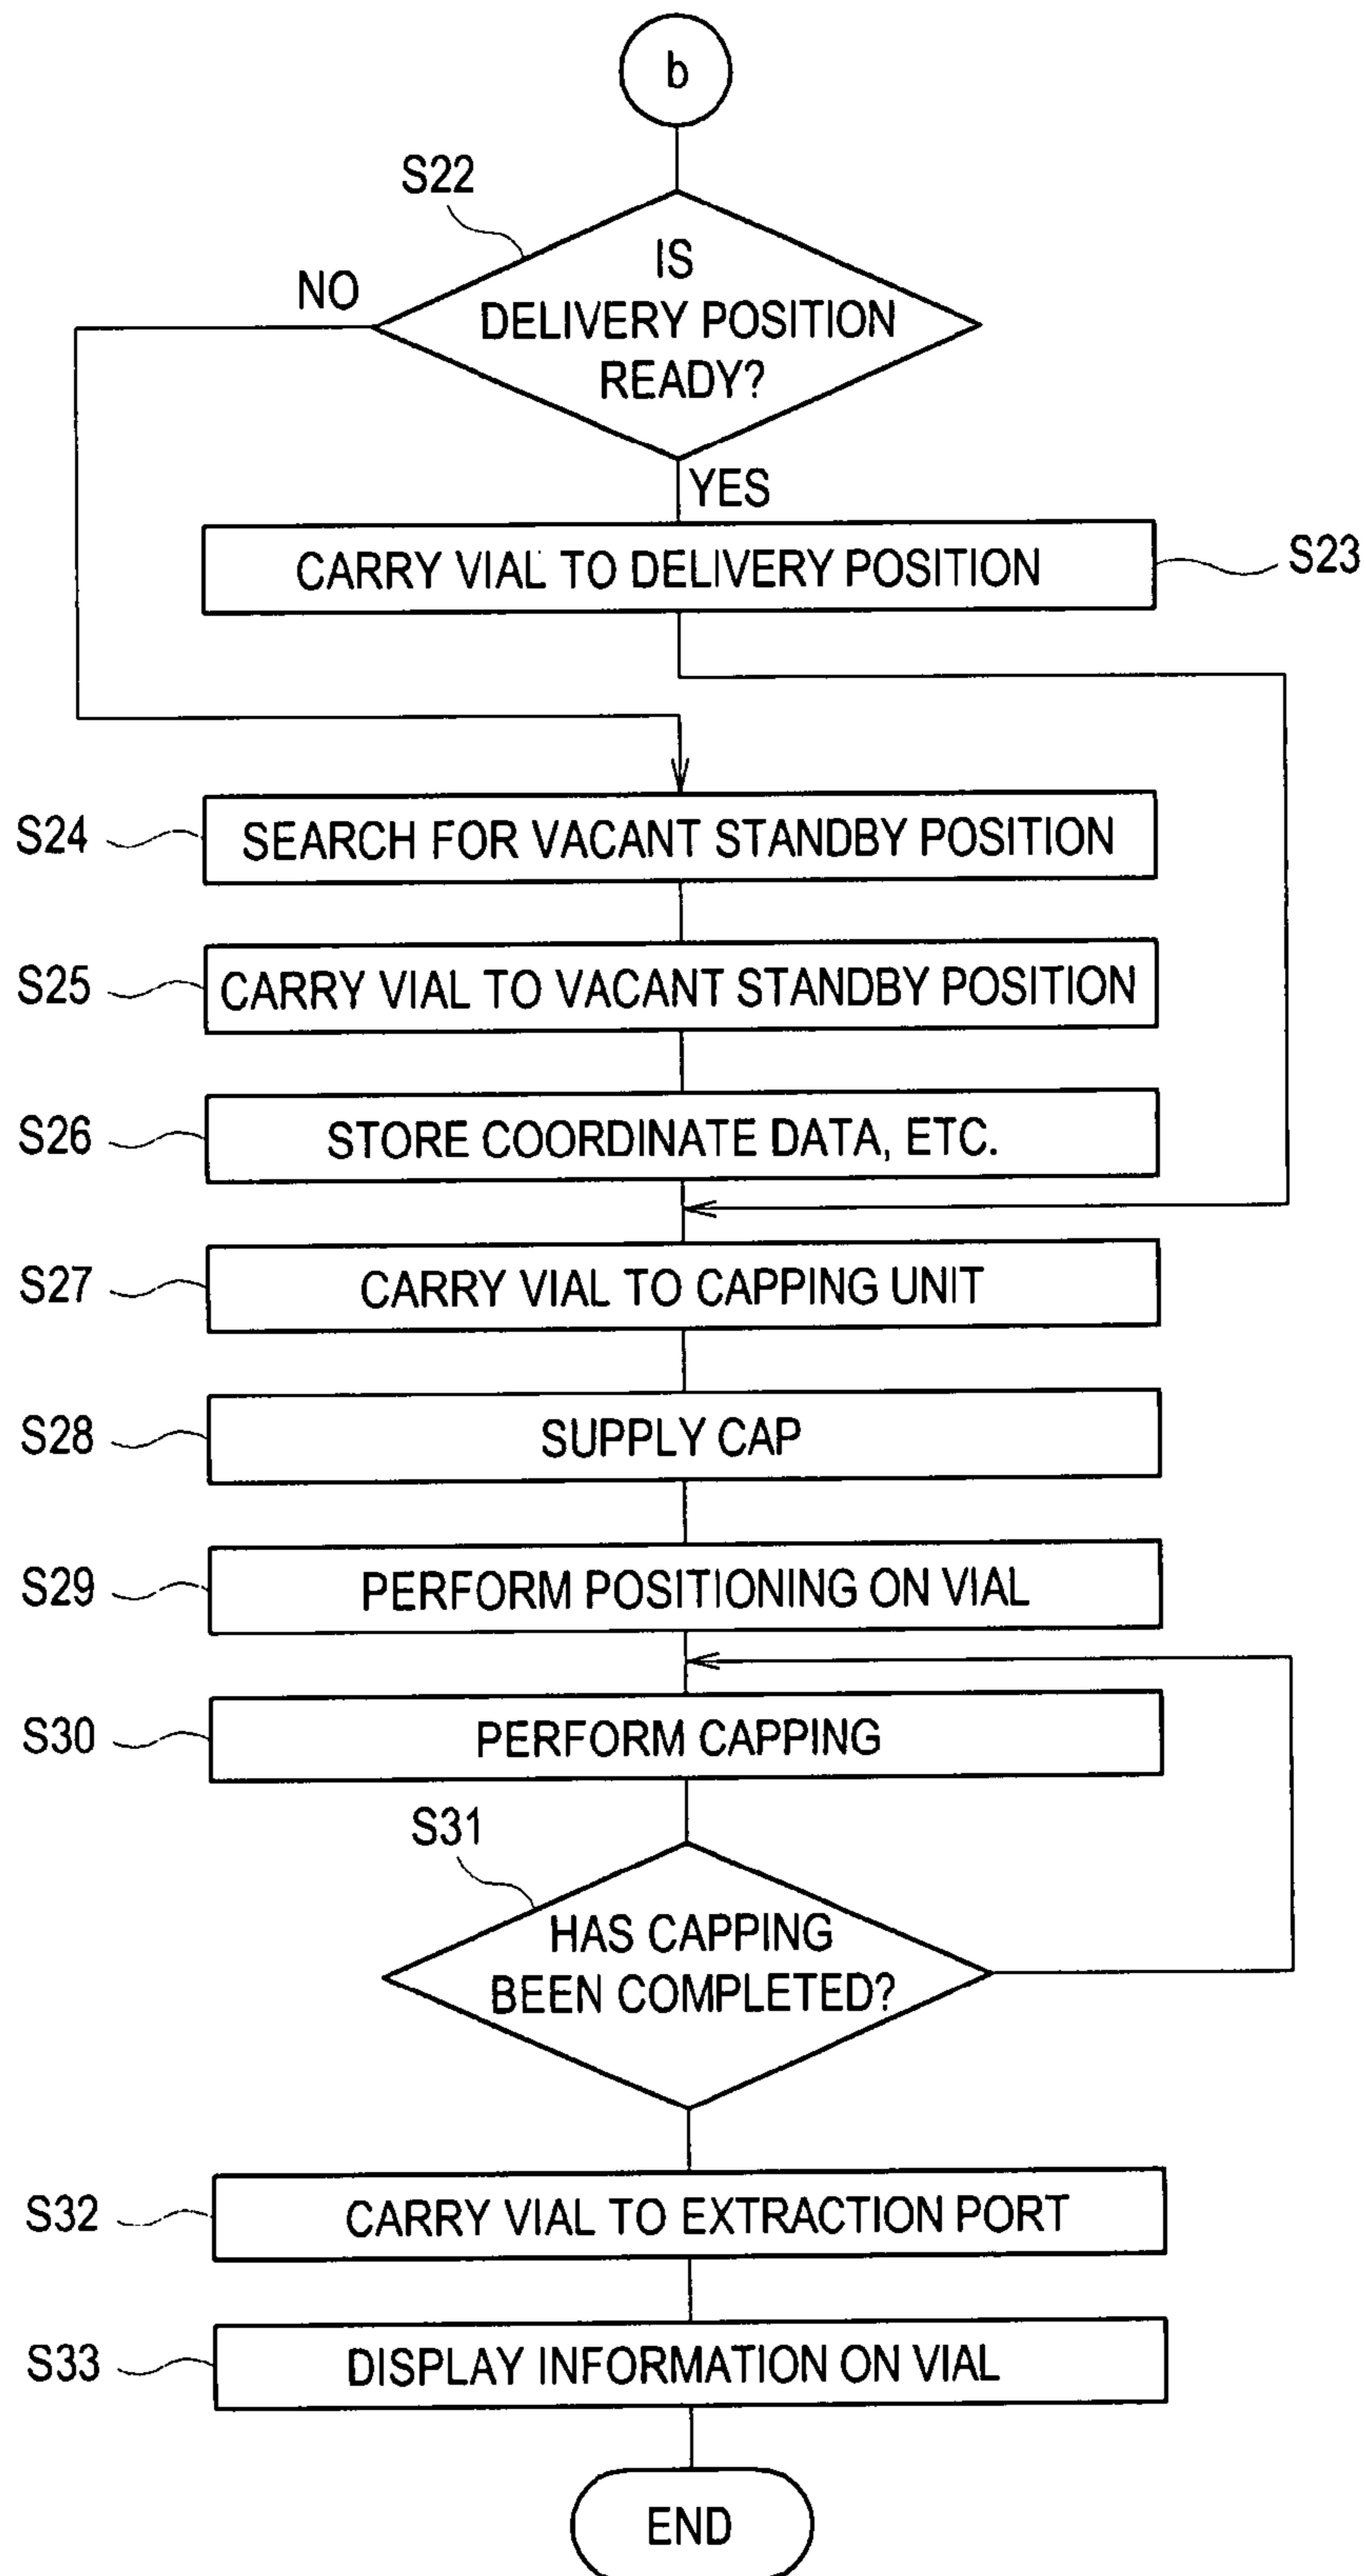 b
S22
IS
DELIVERY POSITION
READY?
NO
YES
CARRY VIAL TO DELIVERY POSITION
S23
S24
SEARCH FOR VACANT STANDBY POSITION
S25
CARRY VIAL TO VACANT STANDBY POSITION
S26
STORE COORDINATE DATA, ETC.
S27
CARRY VIAL TO CAPPING UNIT
S28
SUPPLY CAP
S29
PERFORM POSITIONING ON VIAL
S30
PERFORM CAPPING
S31
HAS CAPPING
BEEN COMPLETED?
S32
CARRY VIAL TO EXTRACTION PORT
S33
DISPLAY INFORMATION ON VIAL
END